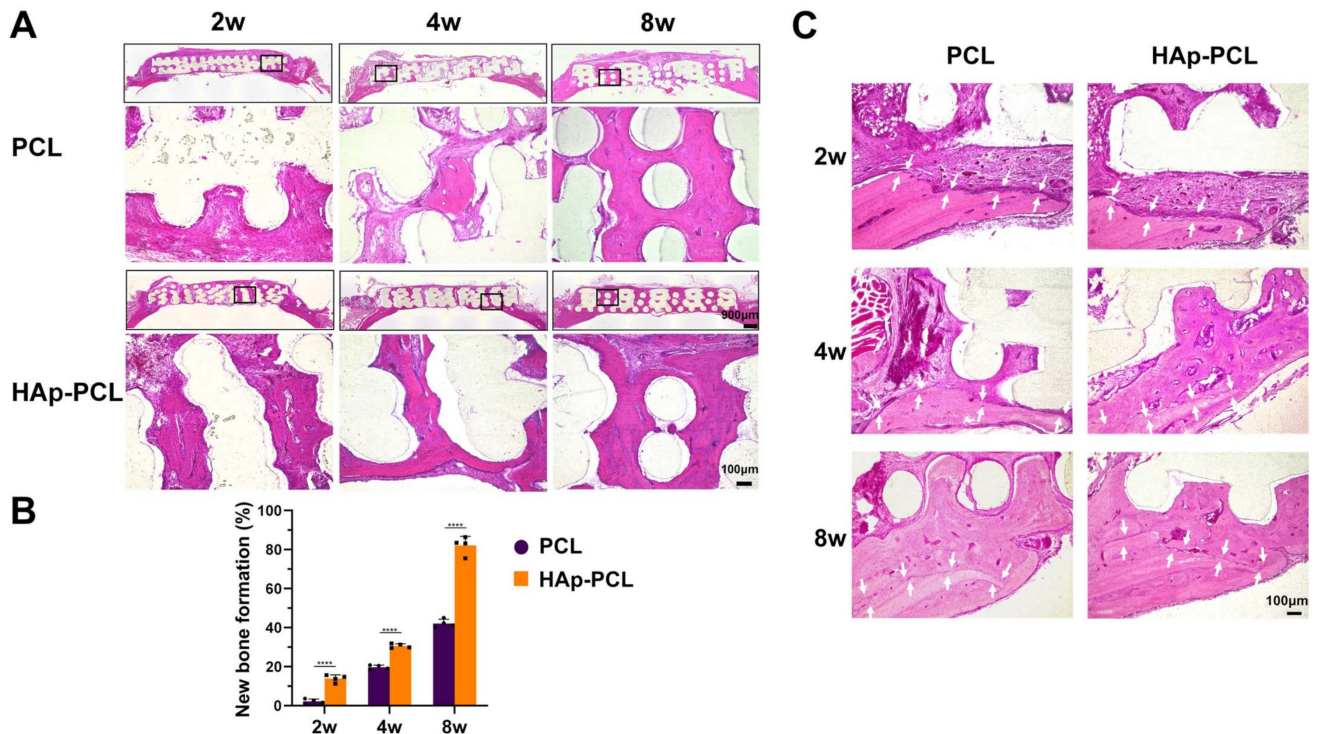 A
2w 4w 8w
PCL
900μm
HAp-PCL
100μm
B
New bone formation (%)
100
80
60
40
20
0
**** **** ****
2w 4w 8w
PCL
HAp-PCL
C
PCL HAp-PCL
2w
4w
8w
100μm